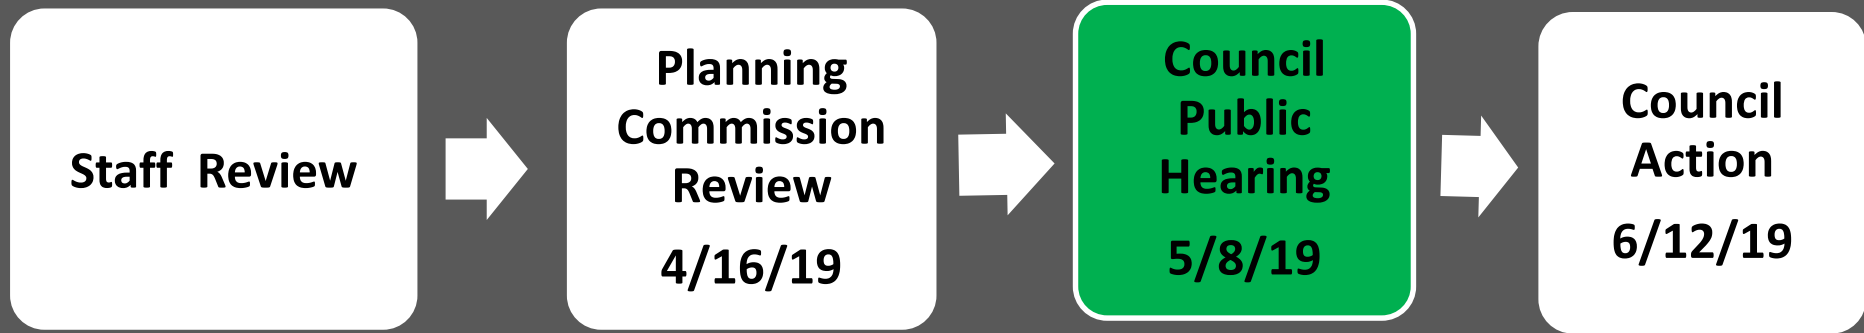 Staff Review
Planning
Commission
Review
4/16/19
Council
Public
Hearing
5/8/19
Council
Action
6/12/19